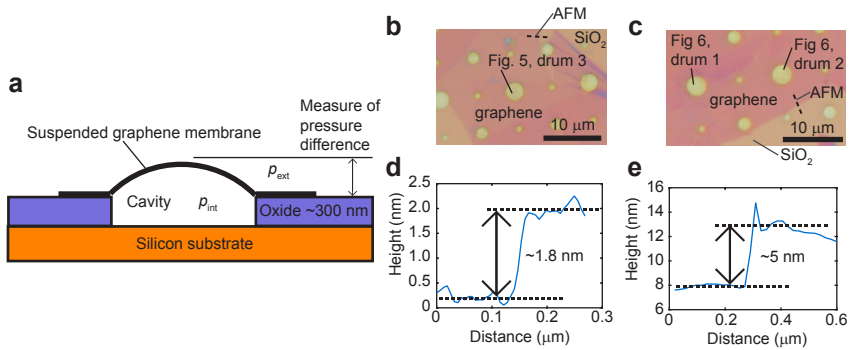 a
Suspended graphene membrane
Measure of
pressure
difference
p_ext
Cavity
p_int
Oxide ~300 nm
Silicon substrate
b
AFM
SiO₂
Fig. 5, drum 3
graphene
10 μm
c
Fig 6,
drum 1
Fig 6,
drum 2
AFM
graphene
10 μm
SiO₂
d
Height (nm)
2.5
2.0
1.5
1.0
0.5
0
~1.8 nm
0
0.1
0.2
0.3
Distance (μm)
e
Height (nm)
16
14
12
10
8
6
~5 nm
0
0.2
0.4
0.6
Distance (μm)